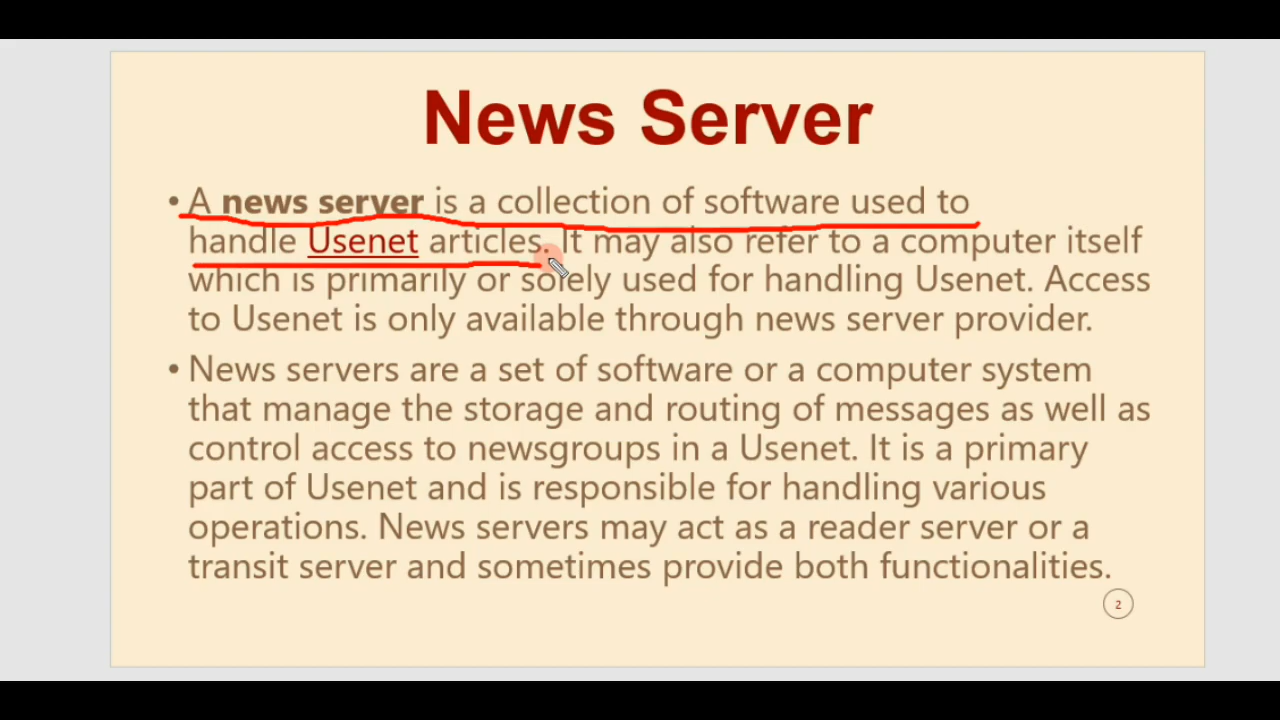 News Server
• A news server is a collection of software used to
handle Usenet articles. It may also refer to a computer itself
which is primarily or solely used for handling Usenet. Access
to Usenet is only available through news server provider.
• News servers are a set of software or a computer system
that manage the storage and routing of messages as well as
control access to newsgroups in a Usenet. It is a primary
part of Usenet and is responsible for handling various
operations. News servers may act as a reader server or a
transit server and sometimes provide both functionalities.
2